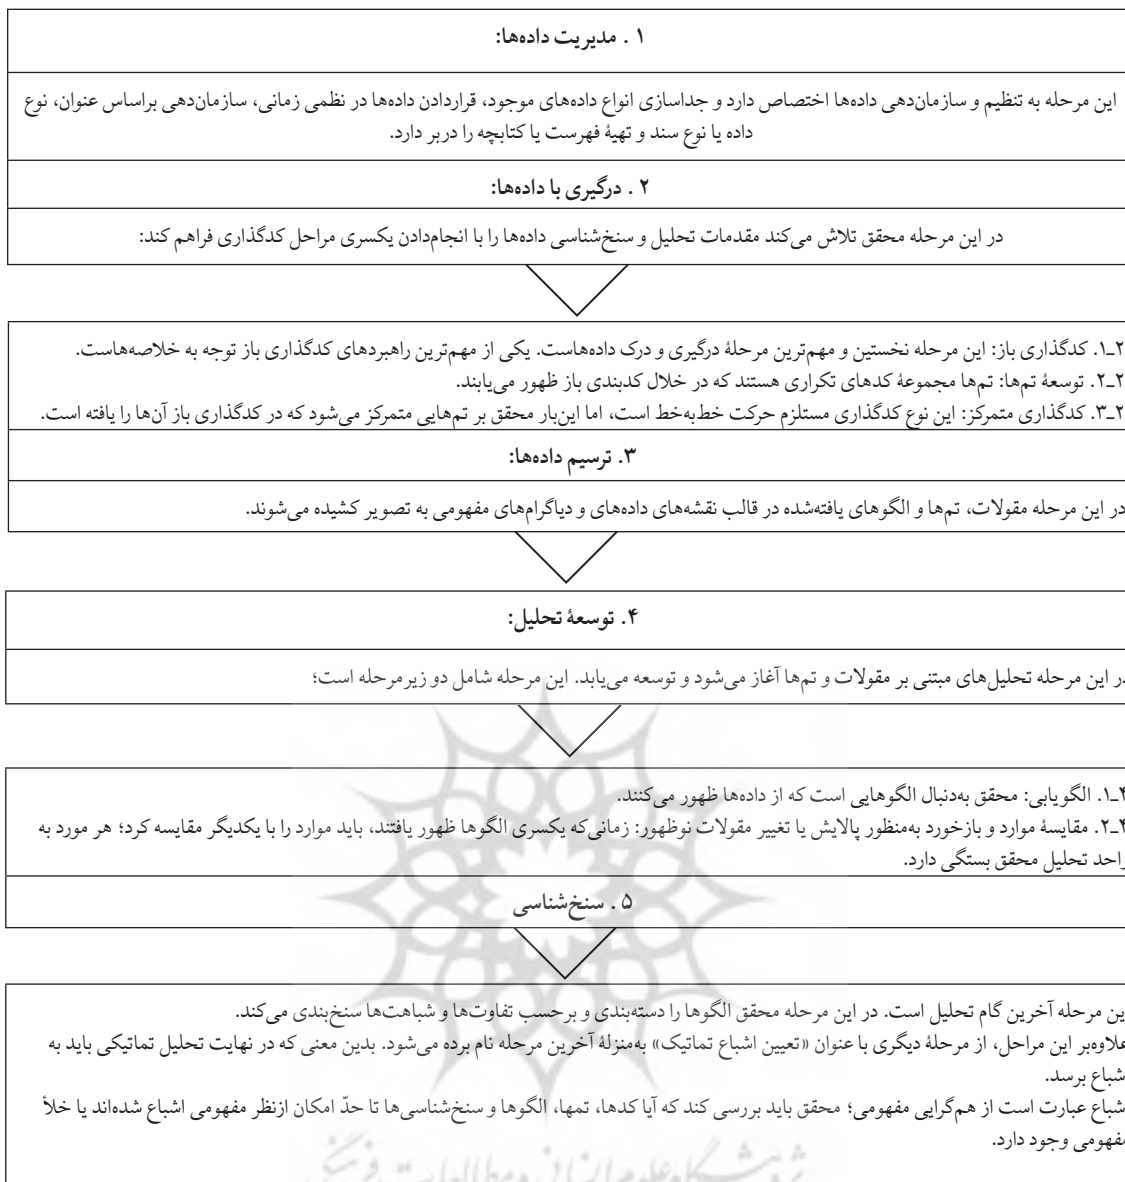 ۱ . مدیریت داده‌ها:
این مرحله به تنظیم و سازمان‌دهی داده‌ها اختصاص دارد و جداسازی انواع داده‌های موجود، قراردادن داده‌ها در نظمی زمانی، سازمان‌دهی براساس عنوان، نوع
داده یا نوع سند و تهیهٔ فهرست یا کتابچه را دربر دارد.
۲ . درگیری با داده‌ها:
در این مرحله محقق تلاش می‌کند مقدمات تحلیل و سنخ‌شناسی داده‌ها را با انجام‌دادن یکسری مراحل کدگذاری فراهم کند:
۲ـ۱. کدگذاری باز: این مرحله نخستین و مهم‌ترین مرحلهٔ درگیری و درک داده‌هاست. یکی از مهم‌ترین راهبردهای کدگذاری باز توجه به خلاصه‌هاست.
۲ـ۲. توسعهٔ تم‌ها: تم‌ها مجموعهٔ کدهای تکراری هستند که در خلال کدبندی باز ظهور می‌یابند.
۲ـ۳. کدگذاری متمرکز: این نوع کدگذاری مستلزم حرکت خط‌به‌خط است، اما این‌بار محقق بر تم‌هایی متمرکز می‌شود که در کدگذاری باز آن‌ها را یافته است.
۳. ترسیم داده‌ها:
در این مرحله مقولات، تم‌ها و الگوهای یافته‌شده در قالب نقشه‌های داده‌های و دیاگرام‌های مفهومی به تصویر کشیده می‌شوند.
۴. توسعهٔ تحلیل:
در این مرحله تحلیل‌های مبتنی بر مقولات و تم‌ها آغاز می‌شود و توسعه می‌یابد. این مرحله شامل دو زیرمرحله است؛
۴ـ۱. الگویابی: محقق به‌دنبال الگوهایی است که از داده‌ها ظهور می‌کنند.
۴ـ۲. مقایسهٔ موارد و بازخورد به‌منظور پالایش یا تغییر مقولات نوظهور: زمانی‌که یکسری الگوها ظهور یافتند، باید موارد را با یکدیگر مقایسه کرد؛ هر مورد به
واحد تحلیل محقق بستگی دارد.
۵ . سنخ‌شناسی
این مرحله آخرین گام تحلیل است. در این مرحله محقق الگوها را دسته‌بندی و برحسب تفاوت‌ها و شباهت‌ها سنخ‌بندی می‌کند.
علاوه‌بر این مراحل، از مرحلهٔ دیگری با عنوان «تعیین اشباع تماتیک» به‌منزلهٔ آخرین مرحله نام برده می‌شود. بدین معنی که در نهایت تحلیل تماتیکی باید به
اشباع برسد.
اشباع عبارت است از هم‌گرایی مفهومی؛ محقق باید بررسی کند که آیا کدها، تمها، الگوها و سنخ‌شناسی‌ها تا حدّ امکان ازنظر مفهومی اشباع شده‌اند یا خلأ
مفهومی وجود دارد.
پژوهشگاه علوم انسانی و مطالعات فرهنگی